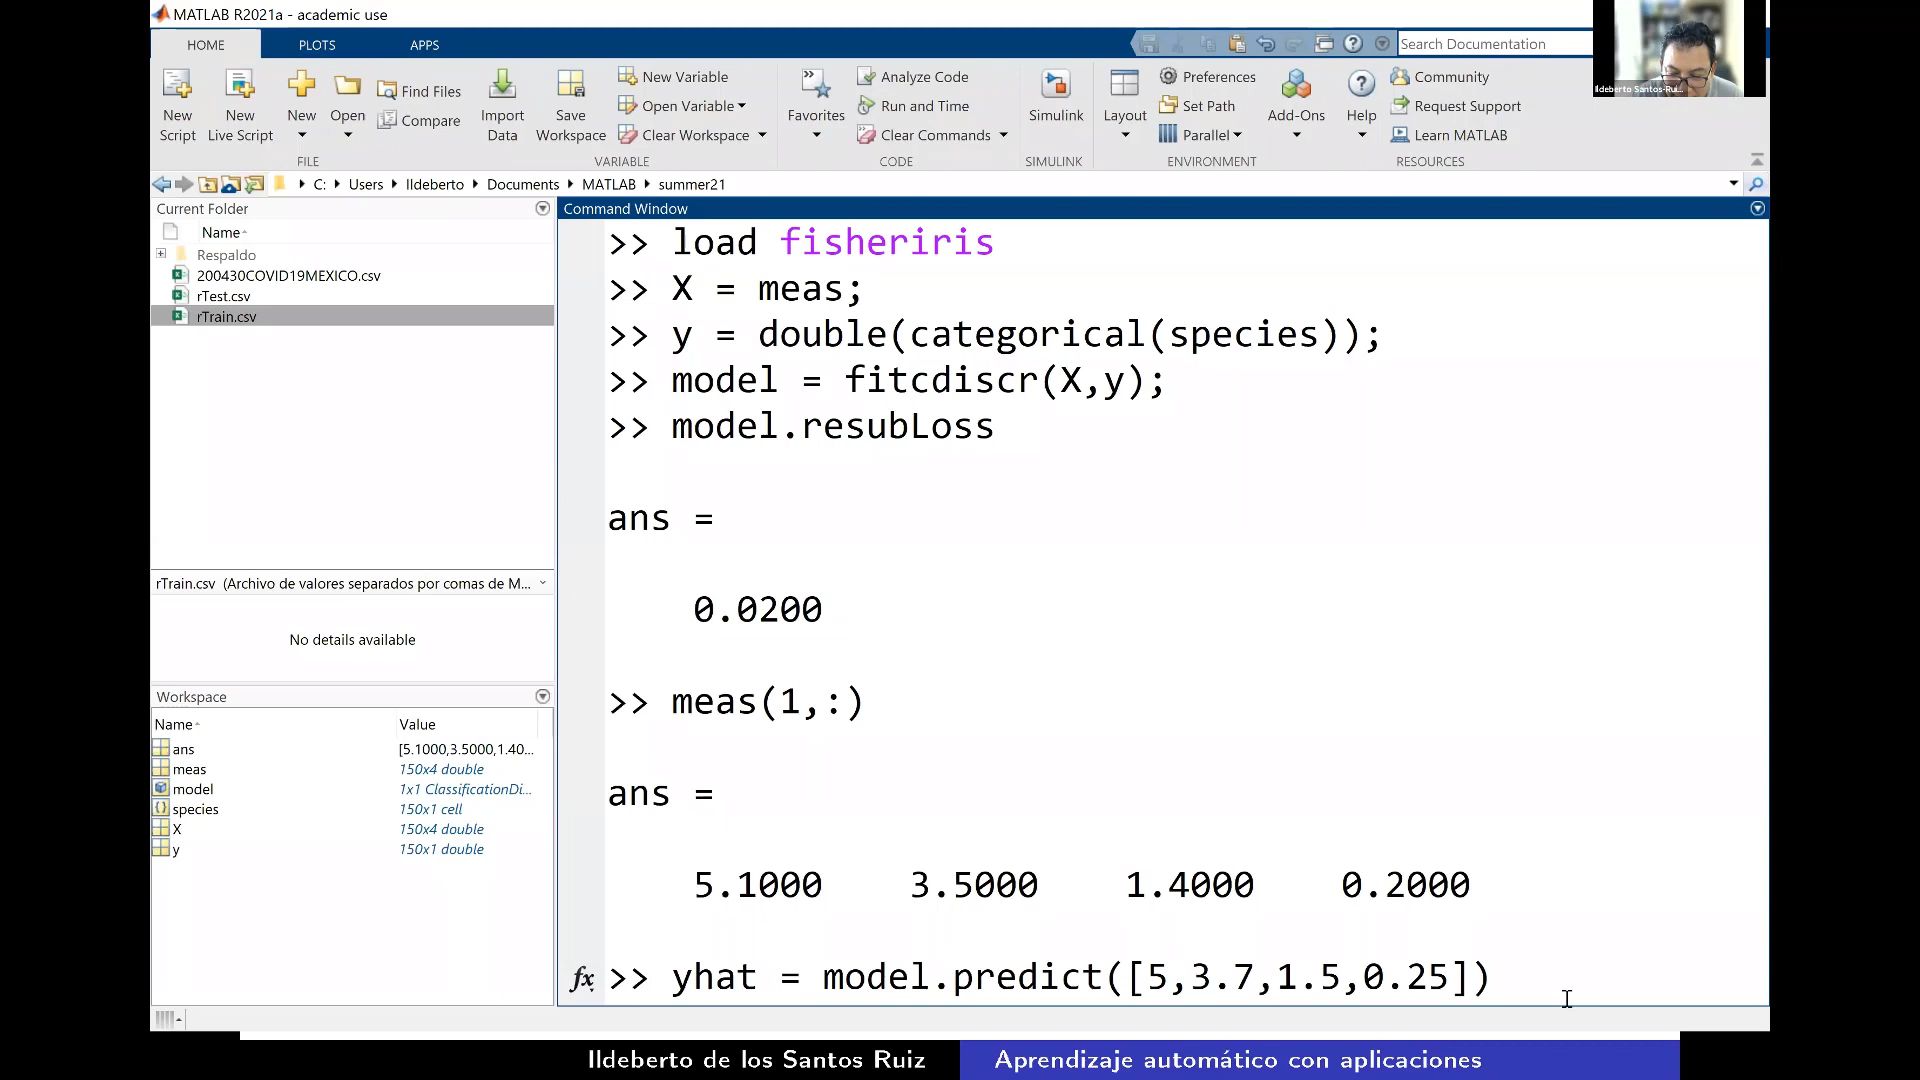 MATLAB R2021a - academic use
HOME
PLOTS
APPS
Search Documentation
New Script
New Live Script
New
Open
Find Files
Compare
Import Data
Save Workspace
New Variable
Open Variable
Clear Workspace
Favorites
Analyze Code
Run and Time
Clear Commands
Simulink
Layout
Preferences
Set Path
Parallel
Add-Ons
Help
Community
Request Support
Learn MATLAB
FILE
VARIABLE
CODE
SIMULINK
ENVIRONMENT
RESOURCES
Ildeberto Santos-Rui...
C: Users Ildeberto Documents MATLAB summer21
Current Folder
Name
Respaldo
200430COVID19MEXICO.csv
rTest.csv
rTrain.csv
rTrain.csv (Archivo de valores separados por comas de M...
No details available
Workspace
Name Value
ans [5.1000,3.5000,1.40...
meas 150x4 double
model 1x1 ClassificationDi...
species 150x1 cell
X 150x4 double
y 150x1 double
Command Window
>> load fisheriris
>> X = meas;
>> y = double(categorical(species));
>> model = fitcdiscr(X,y);
>> model.resubLoss
ans =
0.0200
>> meas(1,:)
ans =
5.1000 3.5000 1.4000 0.2000
fx >> yhat = model.predict([5,3.7,1.5,0.25])
Ildeberto de los Santos Ruiz
Aprendizaje automático con aplicaciones